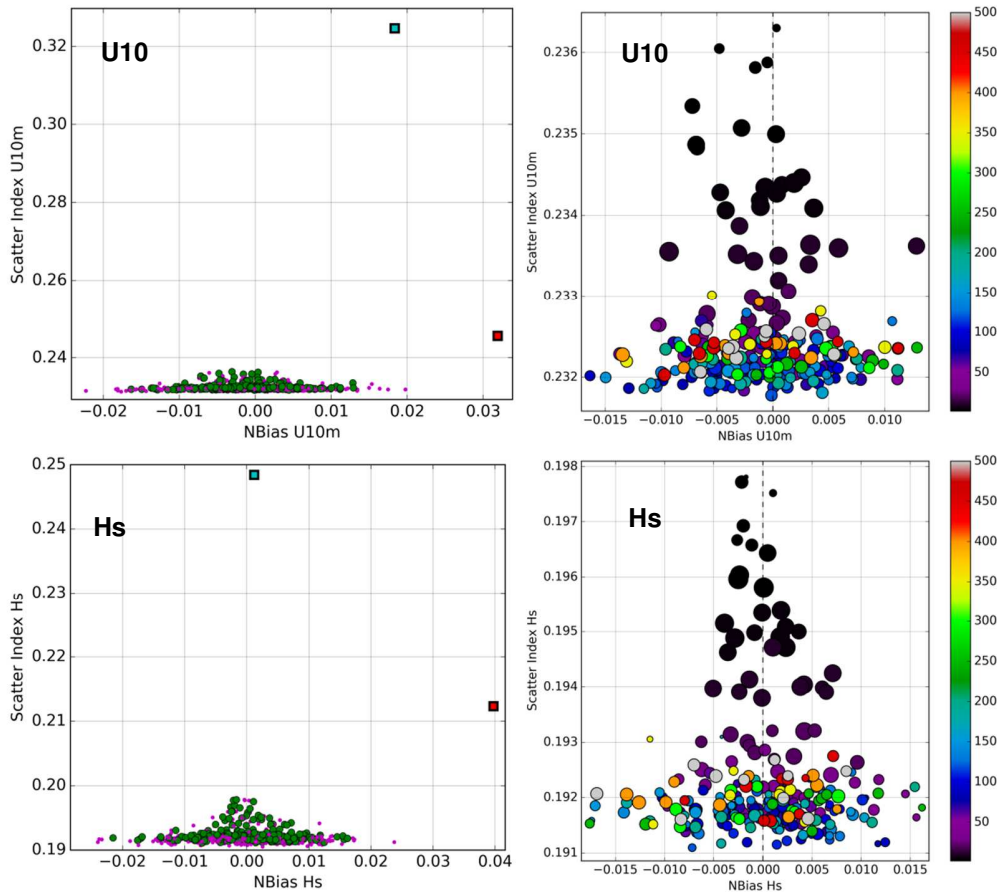 U10
Scatter Index U10m
0.32
0.30
0.28
0.26
0.24
−0.02 −0.01 0.00 0.01 0.02 0.03
NBias U10m
U10
Scatter Index U10m
0.236
0.235
0.234
0.233
0.232
−0.015 −0.010 −0.005 0.000 0.005 0.010
NBias U10m
500
450
400
350
300
250
200
150
100
50
Hs
Scatter Index Hs
0.25
0.24
0.23
0.22
0.21
0.20
0.19
−0.02 −0.01 0.00 0.01 0.02 0.03 0.04
NBias Hs
Hs
Scatter Index Hs
0.198
0.197
0.196
0.195
0.194
0.193
0.192
0.191
−0.015 −0.010 −0.005 0.000 0.005 0.010 0.015
NBias Hs
500
450
400
350
300
250
200
150
100
50